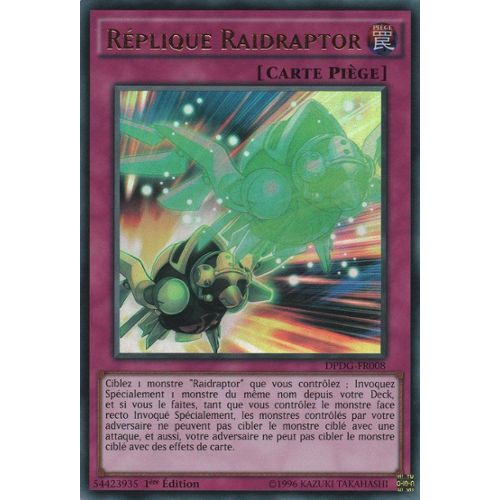 Réplique Raidraptor
PIÈGE
罠
[Carte Piège]
DPDG-FR008
Ciblez 1 monstre "Raidraptor" que vous contrôlez ; Invoquez
Spécialement 1 monstre du même nom depuis votre Deck,
et si vous le faites, tant que vous contrôlez le monstre face
recto Invoqué Spécialement, les monstres contrôlés par votre
adversaire ne peuvent pas cibler le monstre ciblé avec une
attaque, et aussi, votre adversaire ne peut pas cibler le monstre
ciblé avec des effets de carte.
54423935 1ère Édition ©1996 KAZUKI TAKAHASHI